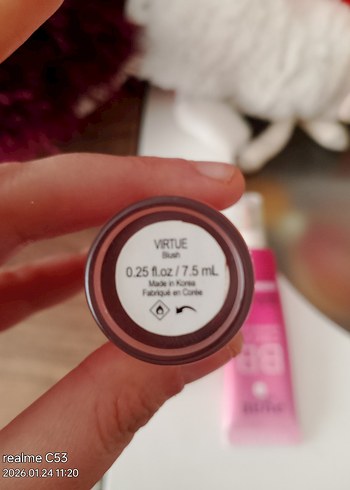 VIRTUE
Blush
0.25 fl.oz / 7.5 mL
Made in Korea
Fabriqué en Corée
BB
realme C53
2026.01.24 11:20